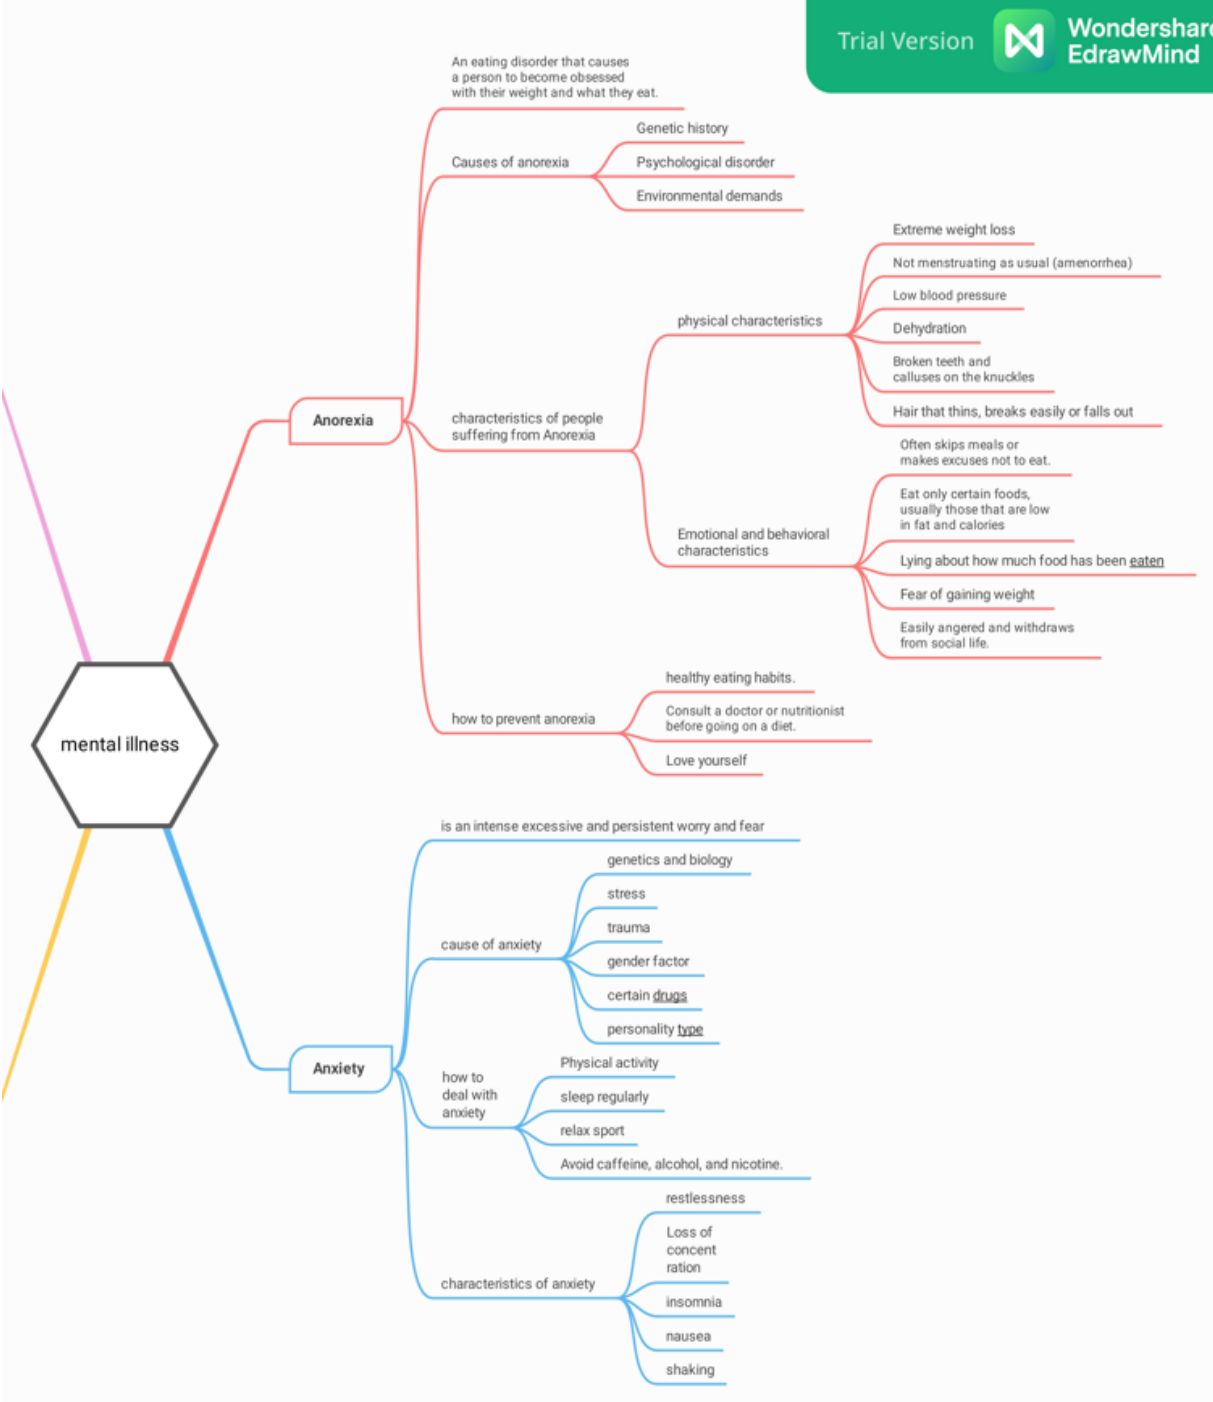 Trial Version
Wondershare
EdrawMind
An eating disorder that causes
a person to become obsessed
with their weight and what they eat.
Genetic history
Causes of anorexia
Psychological disorder
Environmental demands
Extreme weight loss
Not menstruating as usual (amenorrhea)
Low blood pressure
physical characteristics
Dehydration
Broken teeth and
calluses on the knuckles
Hair that thins, breaks easily or falls out
Anorexia
characteristics of people
suffering from Anorexia
Often skips meals or
makes excuses not to eat.
Eat only certain foods,
usually those that are low
in fat and calories
Emotional and behavioral
characteristics
Lying about how much food has been eaten
Fear of gaining weight
Easily angered and withdraws
from social life.
healthy eating habits.
how to prevent anorexia
Consult a doctor or nutritionist
before going on a diet.
Love yourself
mental illness
is an intense excessive and persistent worry and fear
genetics and biology
stress
trauma
cause of anxiety
gender factor
certain drugs
personality type
Anxiety
how to
deal with
anxiety
Physical activity
sleep regularly
relax sport
Avoid caffeine, alcohol, and nicotine.
restlessness
Loss of
concent
ration
characteristics of anxiety
insomnia
nausea
shaking